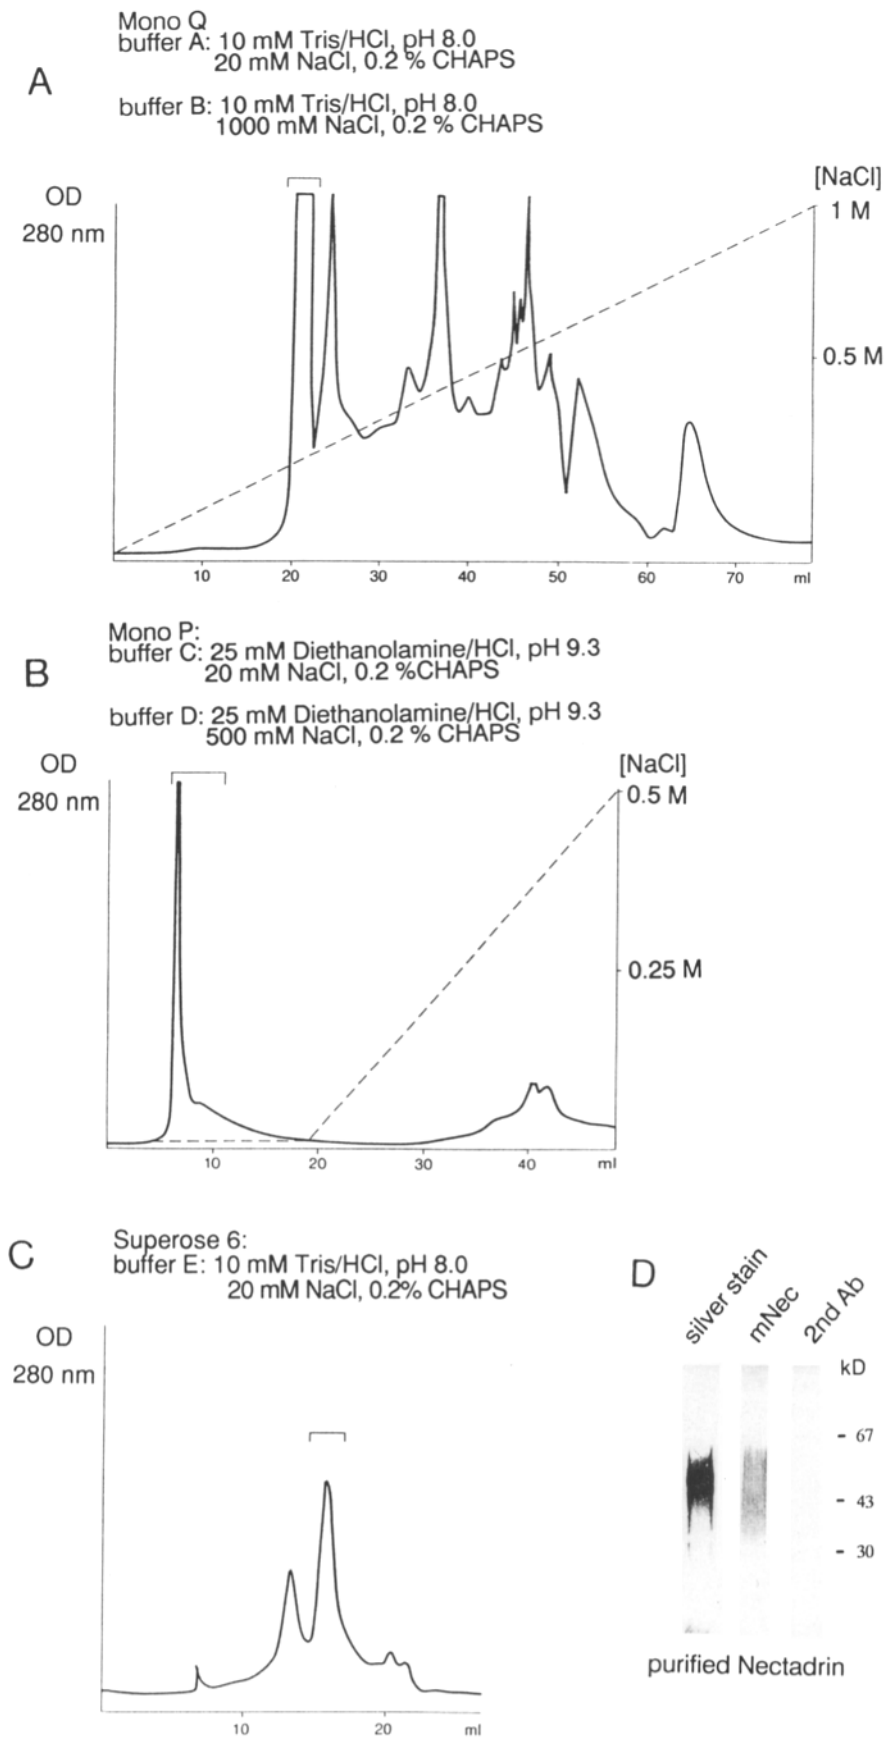 Mono Q
buffer A: 10 mM Tris/HCl, pH 8.0
20 mM NaCl, 0.2 % CHAPS
A
buffer B: 10 mM Tris/HCl, pH 8.0
1000 mM NaCl, 0.2 % CHAPS
OD
280 nm
[NaCl]
1 M
0.5 M
10 20 30 40 50 60 70 ml
Mono P:
buffer C: 25 mM Diethanolamine/HCl, pH 9.3
20 mM NaCl, 0.2 %CHAPS
B
buffer D: 25 mM Diethanolamine/HCl, pH 9.3
500 mM NaCl, 0.2 % CHAPS
OD
280 nm
[NaCl]
0.5 M
0.25 M
10 20 30 40 ml
C
Superose 6:
buffer E: 10 mM Tris/HCl, pH 8.0
20 mM NaCl, 0.2% CHAPS
OD
280 nm
10 20 ml
D
silver stain
mNec
2nd Ab
kD
- 67
- 43
- 30
purified Nectadrin